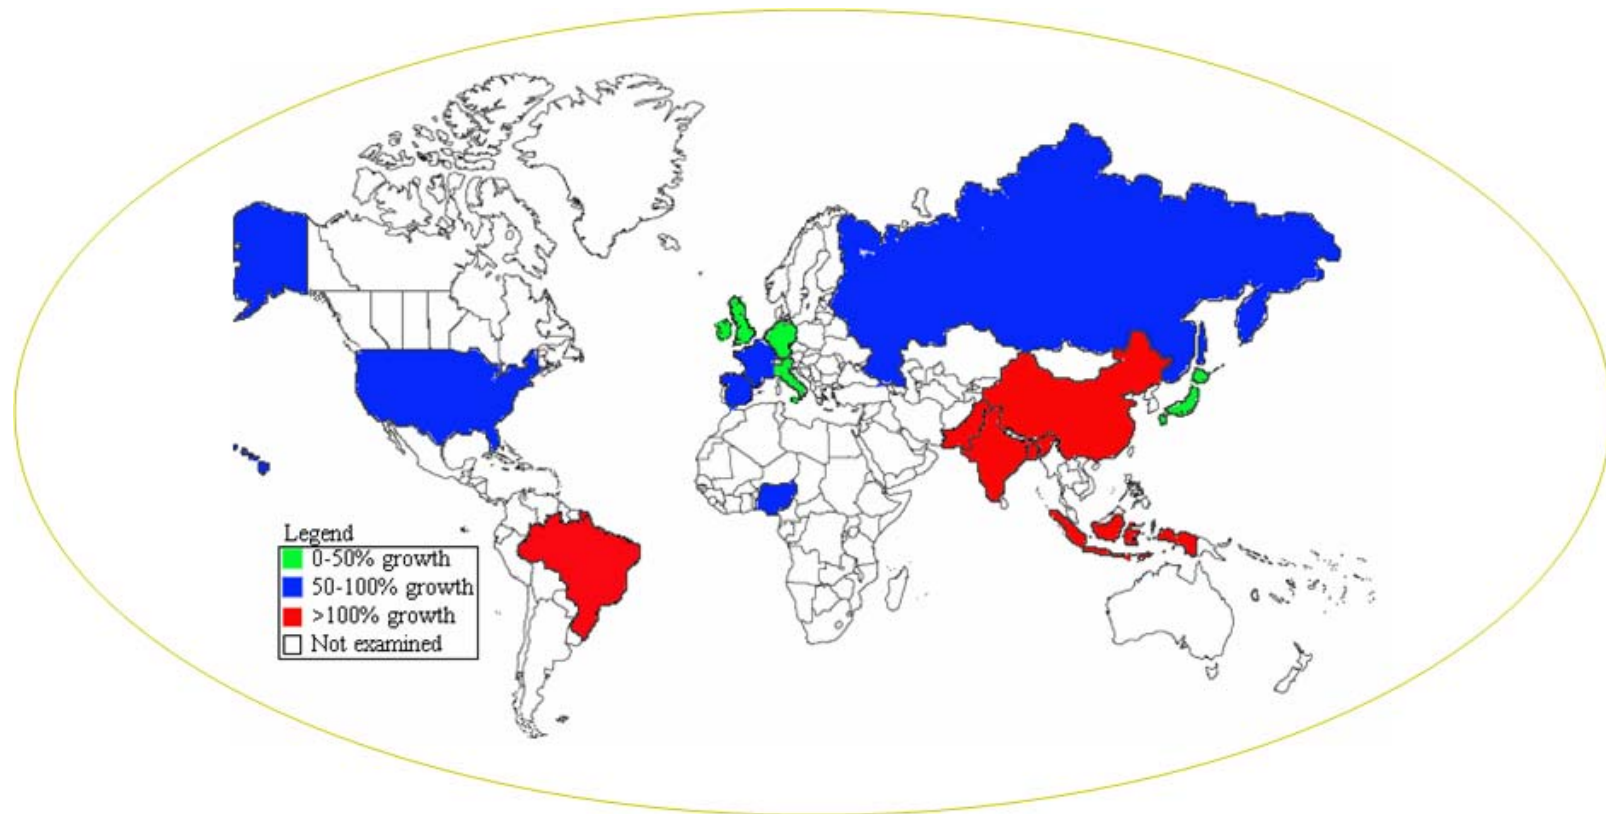 Legend
0-50% growth
50-100% growth
>100% growth
Not examined